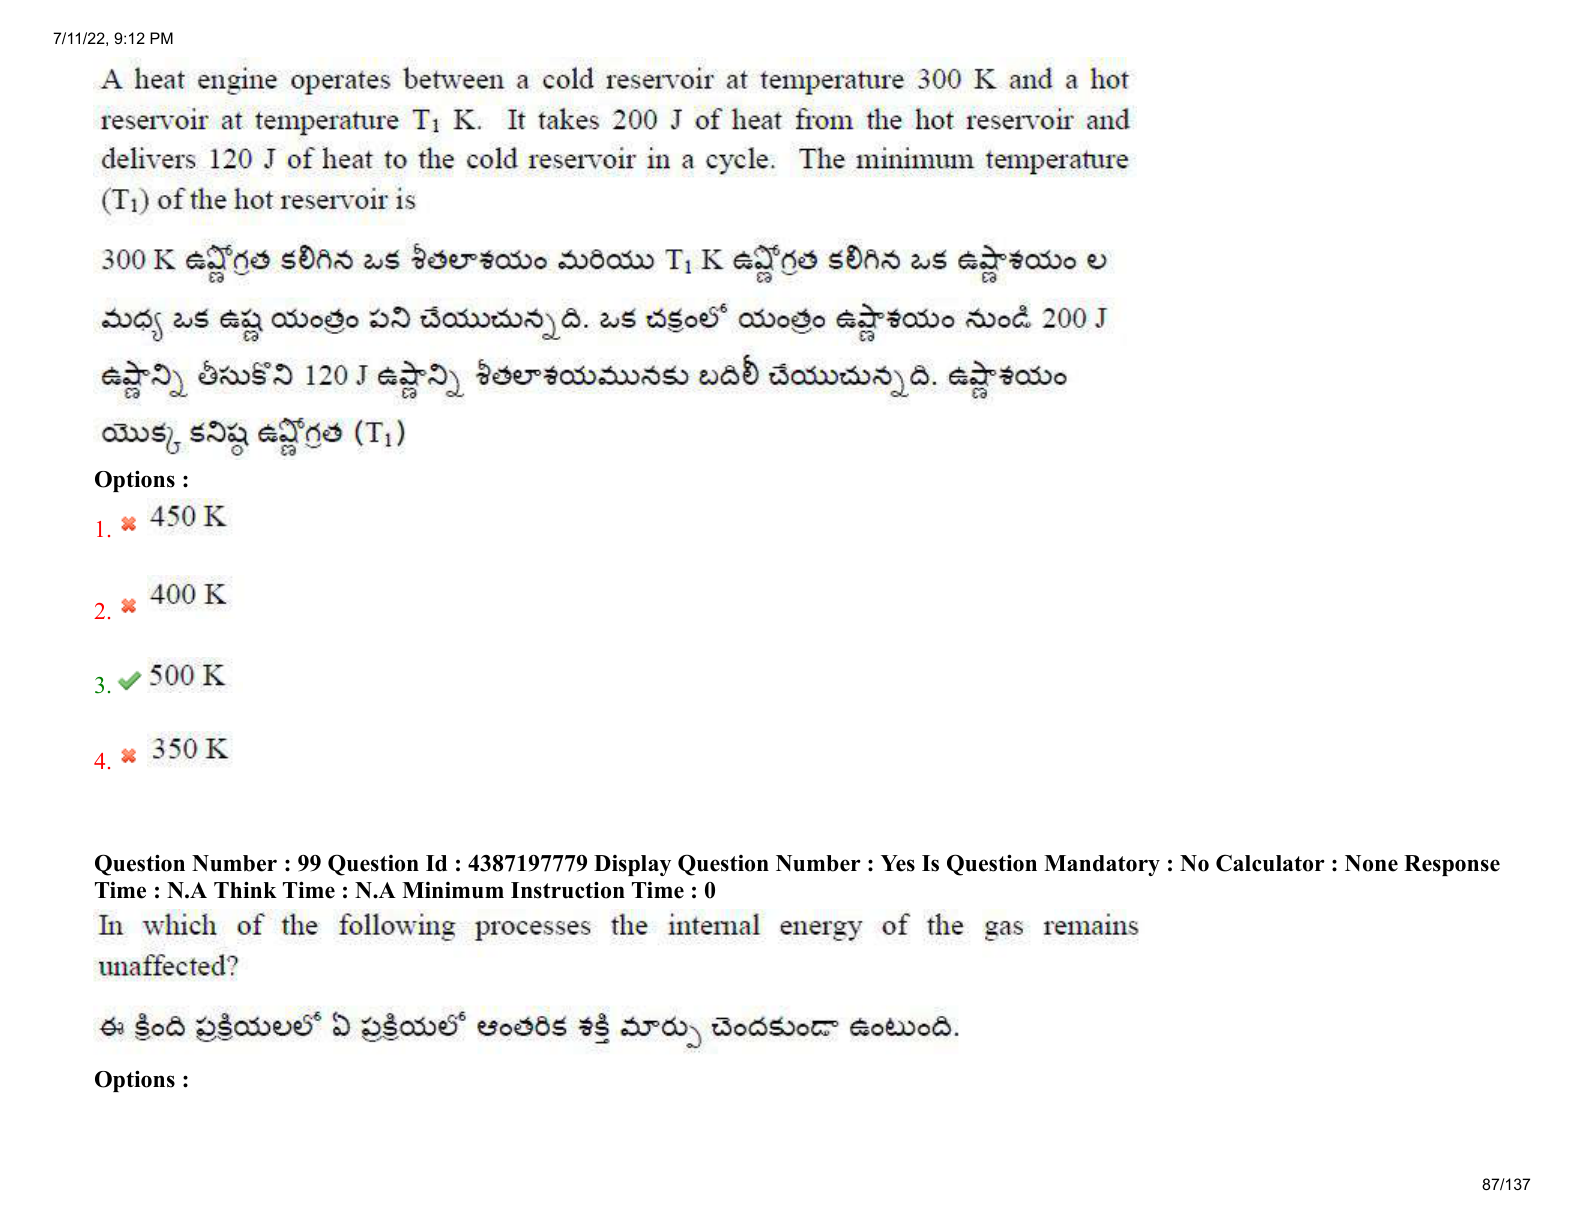 7/11/22, 9:12 PM
A heat engine operates between a cold reservoir at temperature 300 K and a hot
reservoir at temperature T₁ K. It takes 200 J of heat from the hot reservoir and
delivers 120 J of heat to the cold reservoir in a cycle. The minimum temperature
(T₁) of the hot reservoir is
300 K ఉష్ణోగ్రత కలిగిన ఒక శీతలాశయం మరియు T₁ K ఉష్ణోగ్రత కలిగిన ఒక ఉష్ణాశయం ల
మధ్య ఒక ఉష్ణ యంత్రం పని చేయుచున్నది. ఒక చక్రంలో యంత్రం ఉష్ణాశయం నుండి 200 J
ఉష్ణాన్ని తీసుకొని 120 J ఉష్ణాన్ని శీతలాశయమునకు బదిలీ చేయుచున్నది. ఉష్ణాశయం
యొక్క కనిష్ఠ ఉష్ణోగ్రత (T₁)
Options :
1. 450 K
2. 400 K
3. 500 K
4. 350 K
Question Number : 99 Question Id : 4387197779 Display Question Number : Yes Is Question Mandatory : No Calculator : None Response
Time : N.A Think Time : N.A Minimum Instruction Time : 0
In which of the following processes the internal energy of the gas remains
unaffected?
ఈ క్రింది ప్రక్రియలలో ఏ ప్రక్రియలో ఆంతరిక శక్తి మార్పు చెందకుండా ఉంటుంది.
Options :
87/137